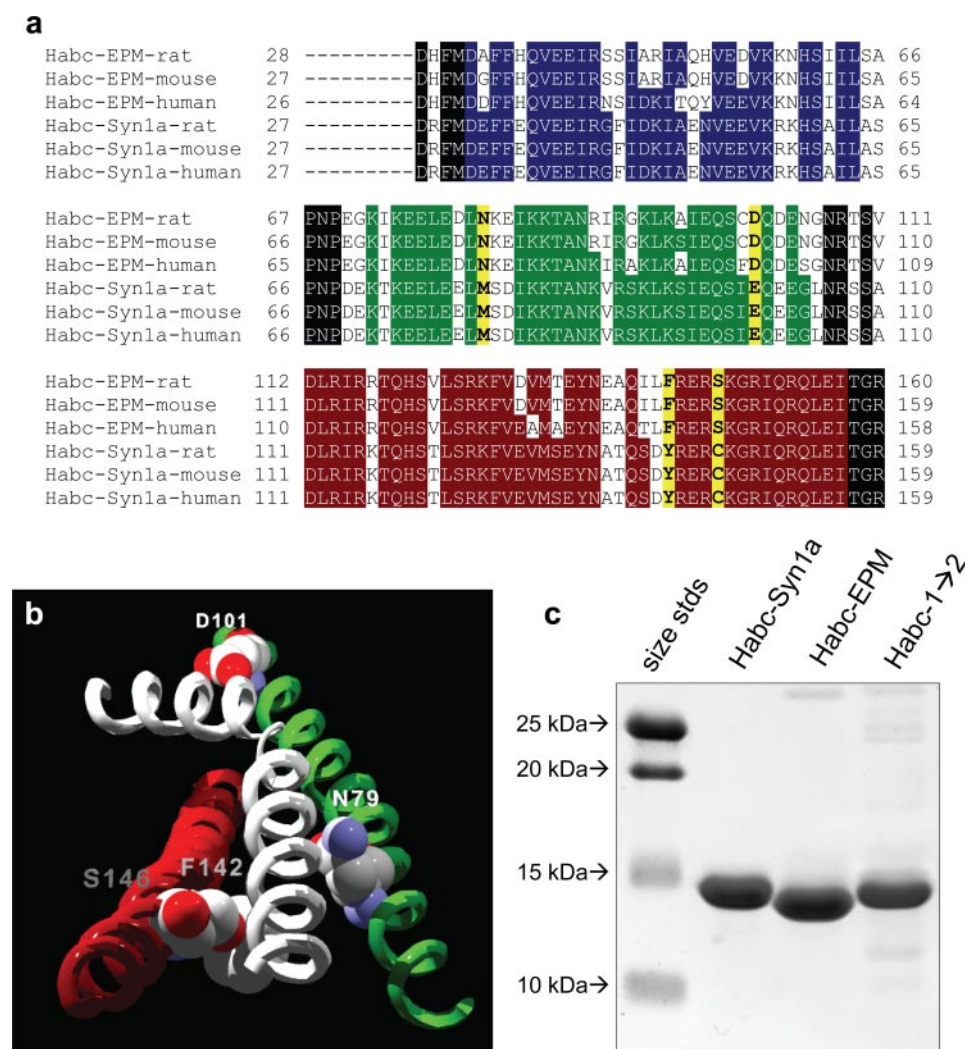 a
Habc-EPM-rat 28 ---------DHFMDAFFHQVEEIRSSIARIAQHVEDVKKNHSIILSA 66
Habc-EPM-mouse 27 ---------DHFMDGFFHQVEEIRSSIARIAQHVEDVKKNHSIILSA 65
Habc-EPM-human 26 ---------DHFMDDFFHQVEEIRNSIDKITQYVEEVKKNHSIILSA 64
Habc-Syn1a-rat 27 ---------DRFMDEFFEQVEEIRGFIDKIAENVEEVKRKHSAILAS 65
Habc-Syn1a-mouse 27 ---------DRFMDEFFEQVEEIRGFIDKIAENVEEVKRKHSAILAS 65
Habc-Syn1a-human 27 ---------DRFMDEFFEQVEEIRGFIDKIAENVEEVKRKHSAILAS 65
Habc-EPM-rat 67 PNPEGKIKEELEDLNKEIKKTANRIRGKLKAIEQSCDQDENGNRTSV 111
Habc-EPM-mouse 66 PNPEGKIKEELEDLNKEIKKTANRIRGKLKSIEQSCDQDENGNRTSV 110
Habc-EPM-human 65 PNPEGKIKEELEDLNKEIKKTANKIRAKLKAIEQSFDQDESGNRTSV 109
Habc-Syn1a-rat 66 PNPDEKTKEELEELMSDIKKTANKVRSKLKSIEQSIEQEEGLNRSSA 110
Habc-Syn1a-mouse 66 PNPDEKTKEELEELMSDIKKTANKVRSKLKSIEQSIEQEEGLNRSSA 110
Habc-Syn1a-human 66 PNPDEKTKEELEELMSDIKKTANKVRSKLKSIEQSIEQEEGLNRSSA 110
Habc-EPM-rat 112 DLRIRRTQHSVLSRKFVDVMTEYNEAQILFRERSKGRIQRQLEITGR 160
Habc-EPM-mouse 111 DLRIRRTQHSVLSRKFVDVMTEYNEAQILFRERSKGRIQRQLEITGR 159
Habc-EPM-human 110 DLRIRRTQHSVLSRKFVEAMAEYNEAQTLFRERSKGRIQRQLEITGR 158
Habc-Syn1a-rat 111 DLRIRKTQHSTLSRKFVEVMSEYNATQSDYRERCKGRIQRQLEITGR 159
Habc-Syn1a-mouse 111 DLRIRKTQHSTLSRKFVEVMSEYNATQSDYRERCKGRIQRQLEITGR 159
Habc-Syn1a-human 111 DLRIRKTQHSTLSRKFVEVMSEYNATQSDYRERCKGRIQRQLEITGR 159
b
D101
N79
F142
S146
c
size stds
Habc-Syn1a
Habc-EPM
Habc-1→2
25 kDa→
20 kDa→
15 kDa→
10 kDa→